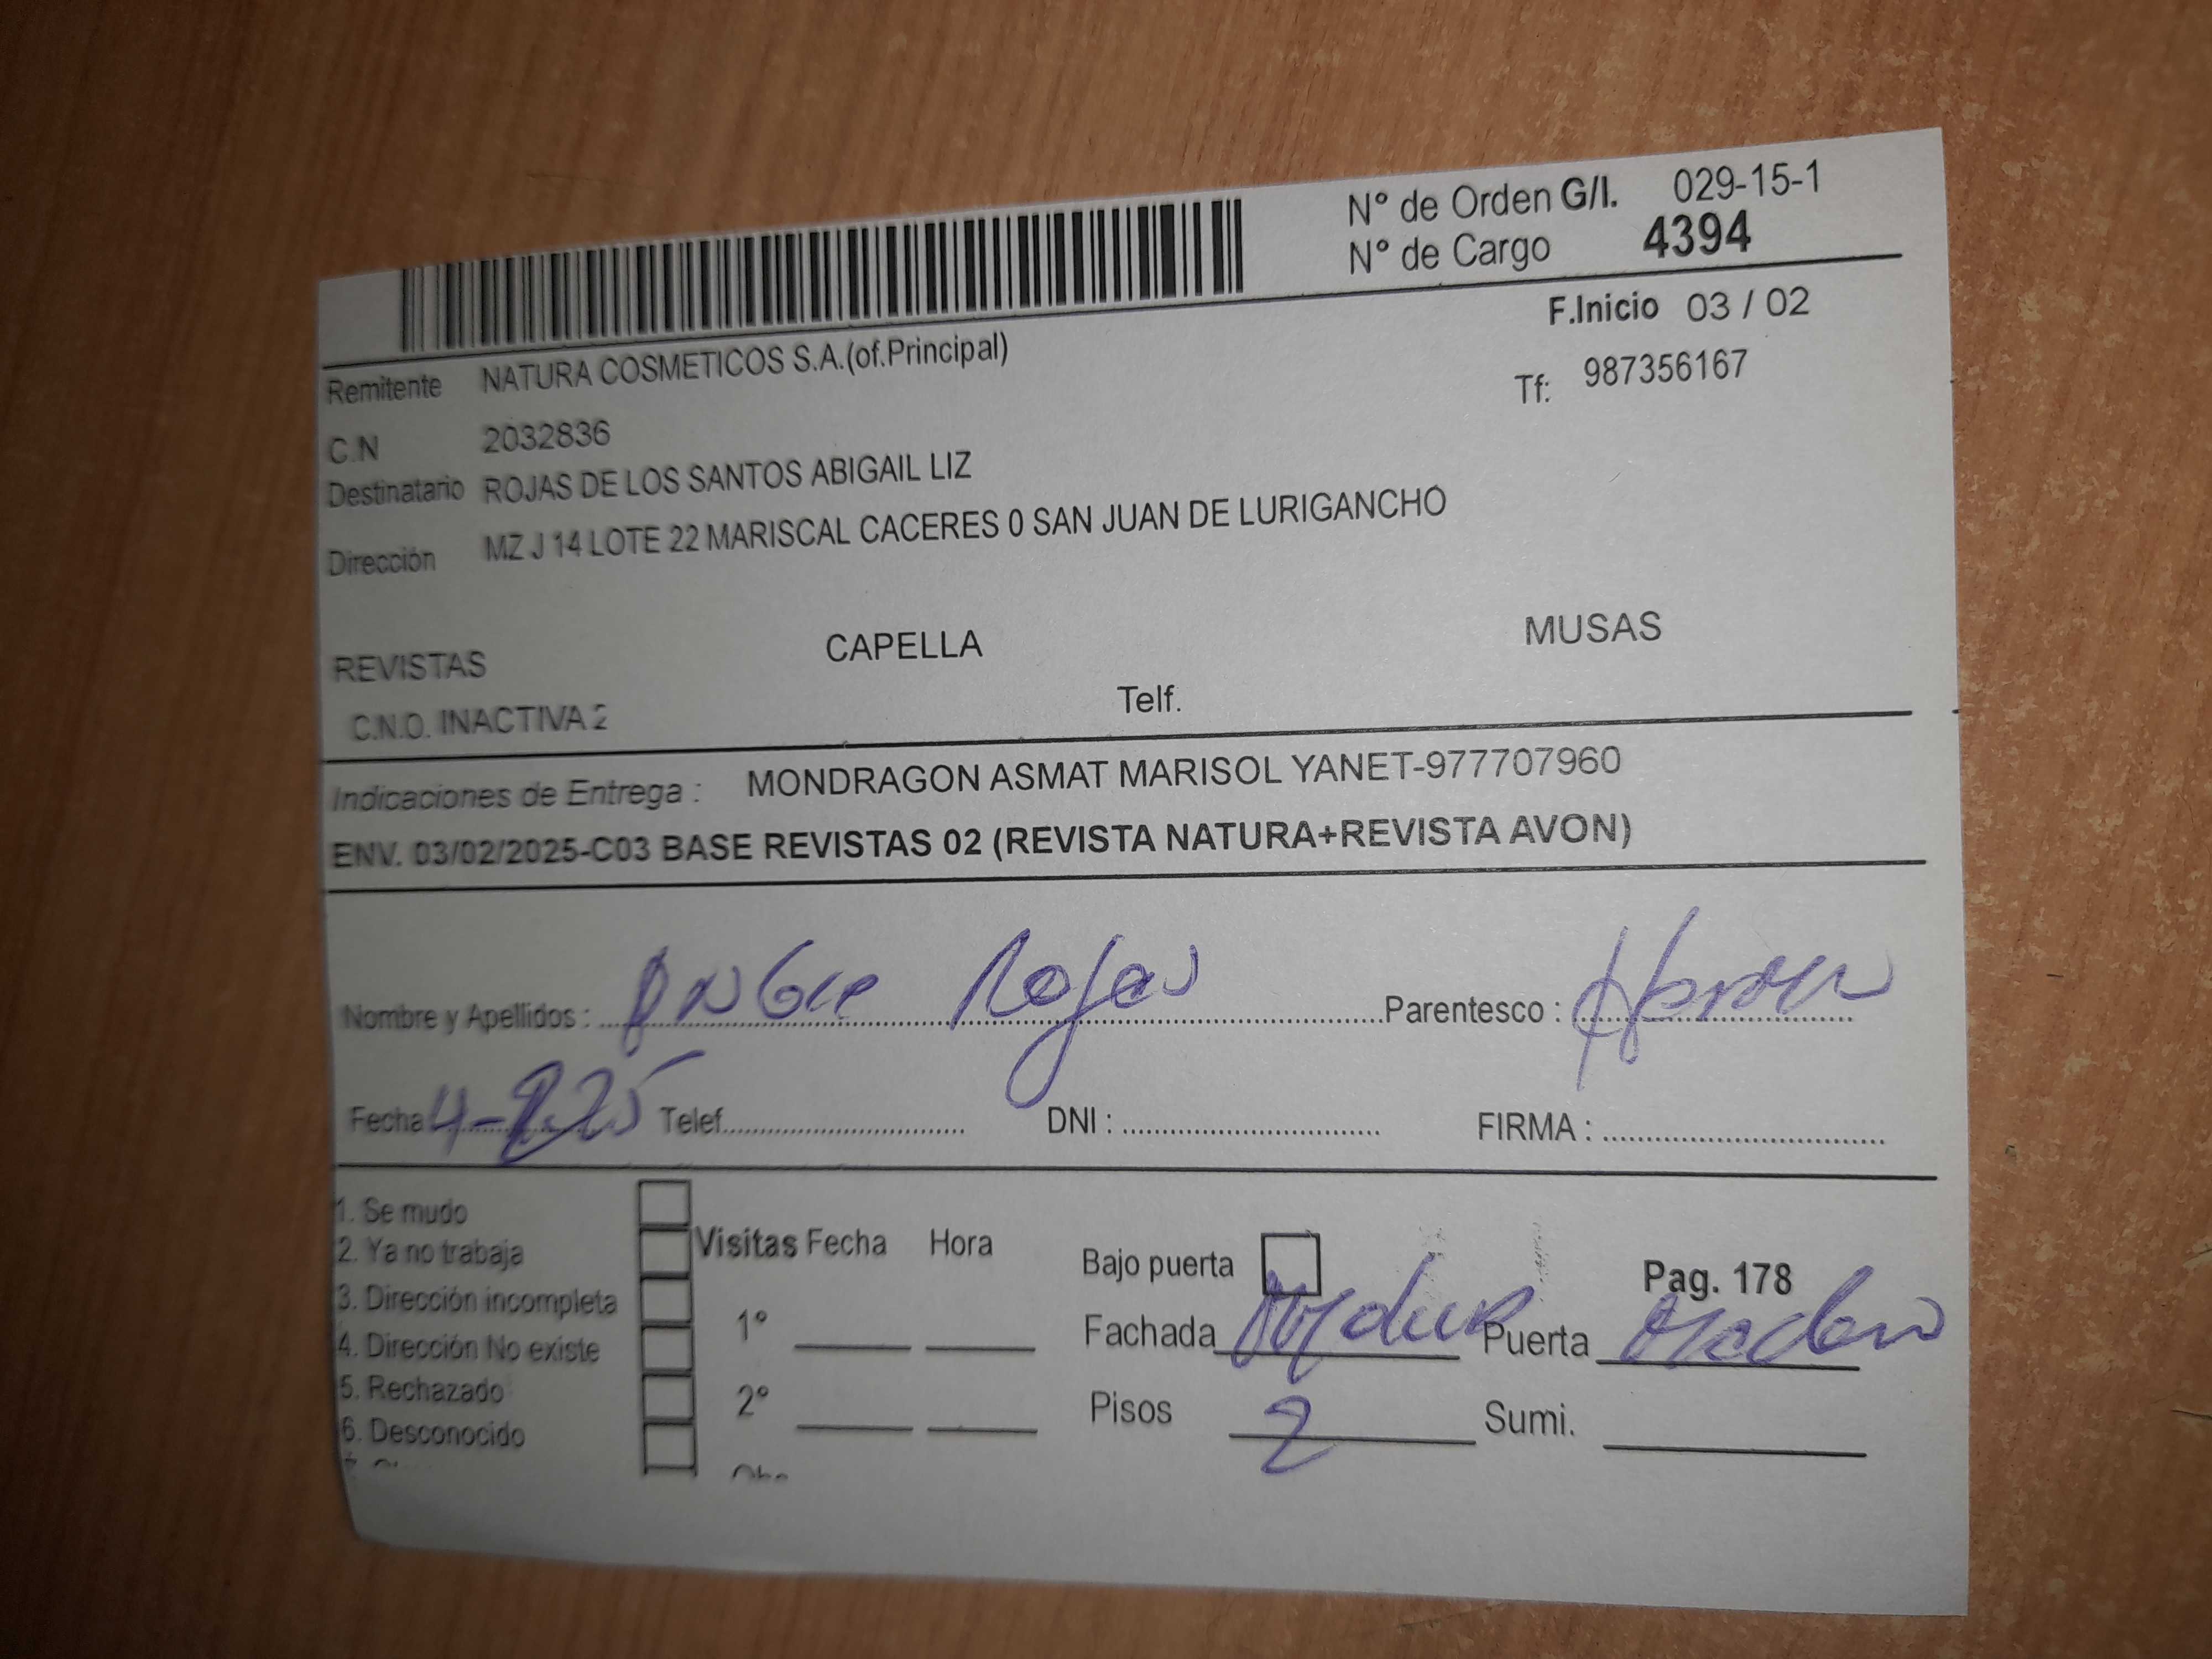 N° de Orden G/I. 029-15-1
N° de Cargo 4394
F.Inicio 03 / 02
Remitente NATURA COSMETICOS S.A.(of.Principal)
Tf: 987356167
C.N 2032836
Destinatario ROJAS DE LOS SANTOS ABIGAIL LIZ
Dirección MZ J 14 LOTE 22 MARISCAL CACERES 0 SAN JUAN DE LURIGANCHO
REVISTAS CAPELLA MUSAS
C.N.O. INACTIVA 2 Telf.
Indicaciones de Entrega : MONDRAGON ASMAT MARISOL YANET-977707960
ENV. 03/02/2025-C03 BASE REVISTAS 02 (REVISTA NATURA+REVISTA AVON)
Nombre y Apellidos : Rojas Parentesco :
Fecha 4-2-25 Telef. DNI : FIRMA :
1. Se mudo
2. Ya no trabaja
3. Dirección incompleta
4. Dirección No existe
5. Rechazado
6. Desconocido
Visitas Fecha Hora
1°
2°
Bajo puerta
Pag. 178
Fachada Puerta
Pisos 2 Sumi.